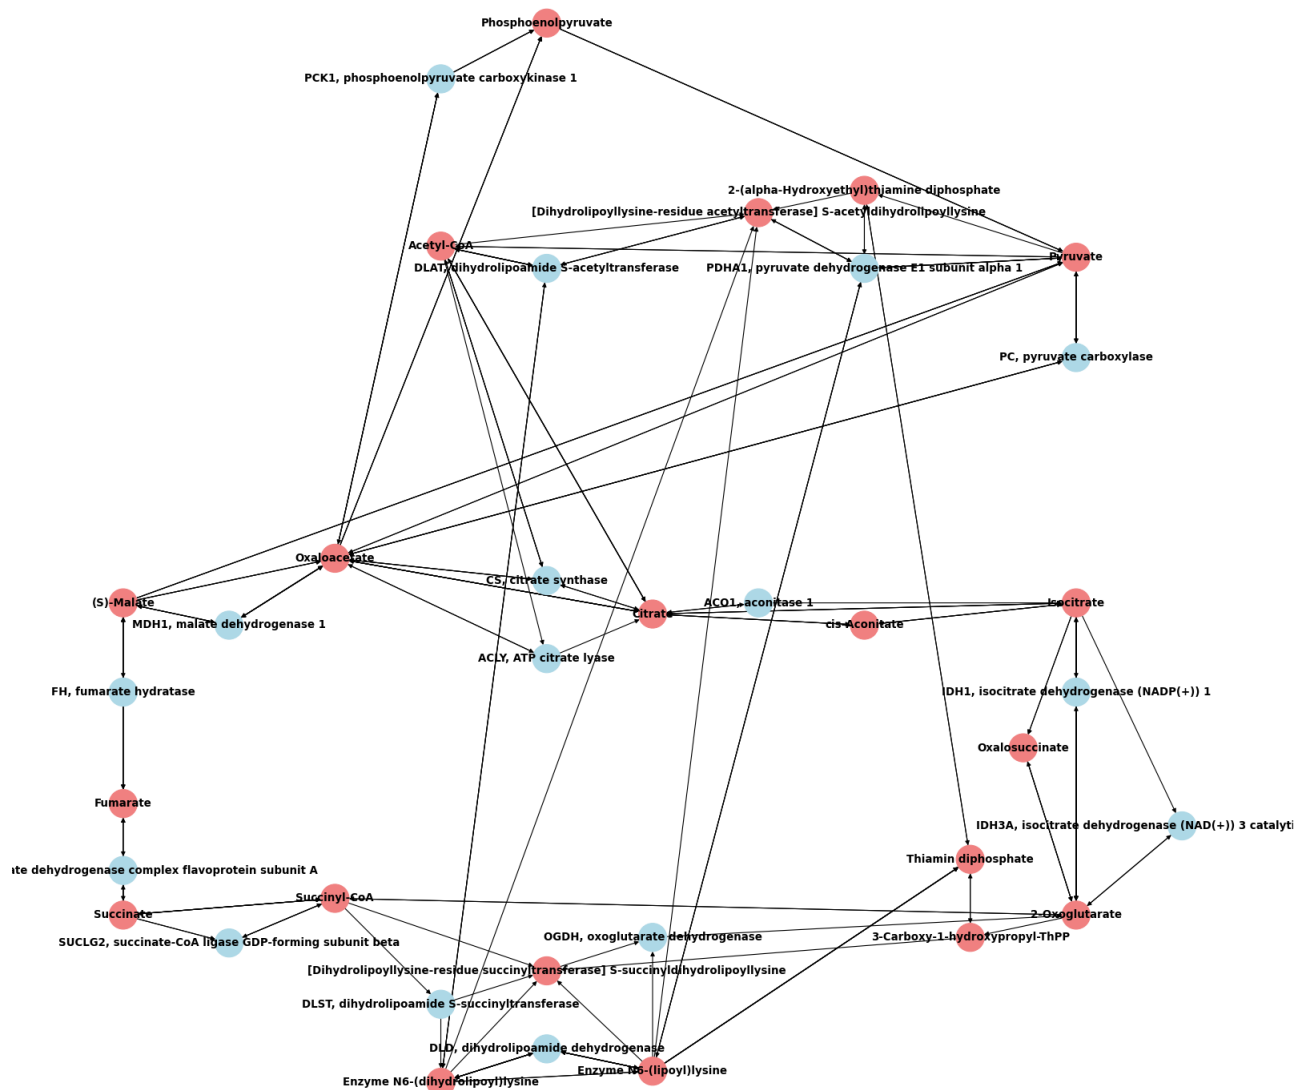 Phosphoenolpyruvate
PCK1, phosphoenolpyruvate carboxykinase 1
2-(alpha-Hydroxyethyl)thiamine diphosphate
[Dihydrolipoyllysine-residue acetyltransferase] S-acetyldihydrolipoyllysine
Acetyl-CoA
Pyruvate
DLAT, dihydrolipoamide S-acetyltransferase
PDHA1, pyruvate dehydrogenase E1 subunit alpha 1
PC, pyruvate carboxylase
Oxaloacetate
CS, citrate synthase
(S)-Malate
ACO1, aconitase 1
Isocitrate
Citrate
MDH1, malate dehydrogenase 1
cis-Aconitate
ACLY, ATP citrate lyase
FH, fumarate hydratase
IDH1, isocitrate dehydrogenase (NADP(+)) 1
Oxalosuccinate
Fumarate
IDH3A, isocitrate dehydrogenase (NAD(+)) 3 catalyti
Thiamin diphosphate
te dehydrogenase complex flavoprotein subunit A
Succinyl-CoA
Succinate
2-Oxoglutarate
SUCLG2, succinate-CoA ligase GDP-forming subunit beta
OGDH, oxoglutarate dehydrogenase
3-Carboxy-1-hydroxypropyl-ThPP
[Dihydrolipoyllysine-residue succinyltransferase] S-succinyldihydrolipoyllysine
DLST, dihydrolipoamide S-succinyltransferase
DLD, dihydrolipoamide dehydrogenase
Enzyme N6-(lipoyl)lysine
Enzyme N6-(dihydrolipoyl)lysine